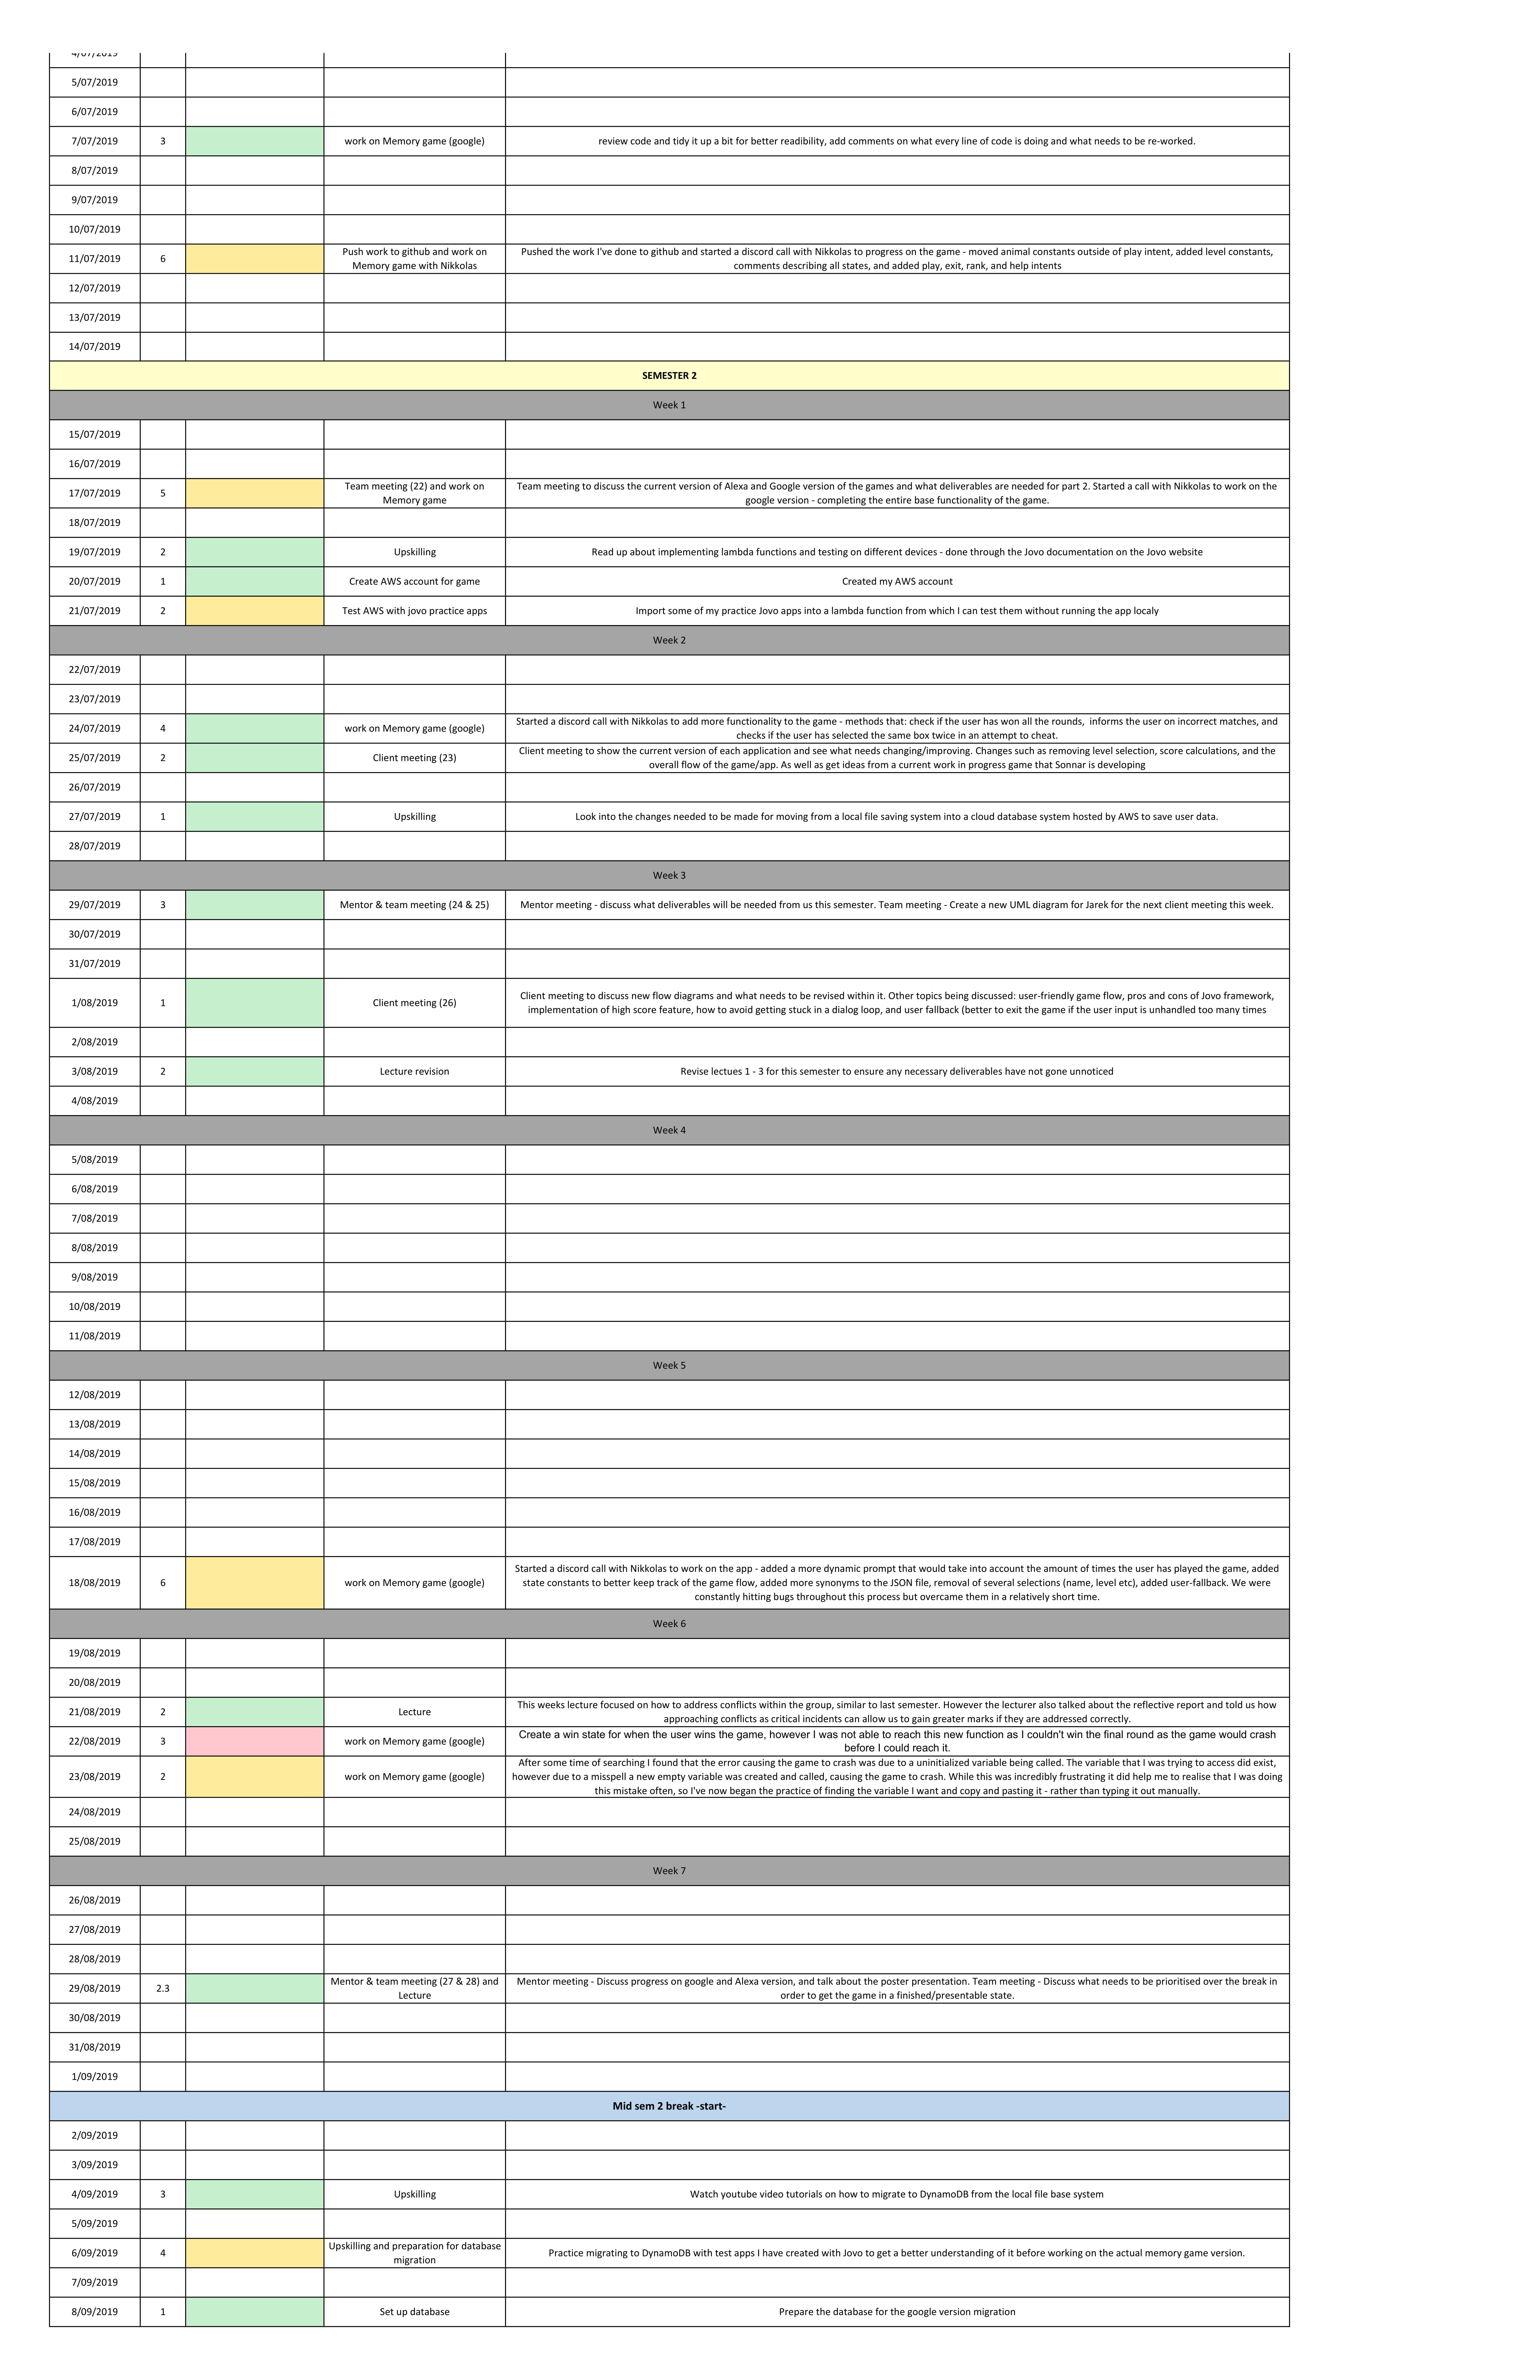 4/07/2019
5/07/2019
6/07/2019
7/07/2019 3 work on Memory game (google) review code and tidy it up a bit for better readibility, add comments on what every line of code is doing and what needs to be re-worked.
8/07/2019
9/07/2019
10/07/2019
11/07/2019 6 Push work to github and work on Memory game with Nikkolas
Pushed the work I've done to github and started a discord call with Nikkolas to progress on the game - moved animal constants outside of play intent, added level constants,
comments describing all states, and added play, exit, rank, and help intents
12/07/2019
13/07/2019
14/07/2019
SEMESTER 2
Week 1
15/07/2019
16/07/2019
17/07/2019 5 Team meeting (22) and work on Memory game
Team meeting to discuss the current version of Alexa and Google version of the games and what deliverables are needed for part 2. Started a call with Nikkolas to work on the
google version - completing the entire base functionality of the game.
18/07/2019
19/07/2019 2 Upskilling Read up about implementing lambda functions and testing on different devices - done through the Jovo documentation on the Jovo website
20/07/2019 1 Create AWS account for game Created my AWS account
21/07/2019 2 Test AWS with jovo practice apps Import some of my practice Jovo apps into a lambda function from which I can test them without running the app localy
Week 2
22/07/2019
23/07/2019
24/07/2019 4 work on Memory game (google)
Started a discord call with Nikkolas to add more functionality to the game - methods that: check if the user has won all the rounds, informs the user on incorrect matches, and
checks if the user has selected the same box twice in an attempt to cheat.
25/07/2019 2 Client meeting (23)
Client meeting to show the current version of each application and see what needs changing/improving. Changes such as removing level selection, score calculations, and the
overall flow of the game/app. As well as get ideas from a current work in progress game that Sonnar is developing
26/07/2019
27/07/2019 1 Upskilling Look into the changes needed to be made for moving from a local file saving system into a cloud database system hosted by AWS to save user data.
28/07/2019
Week 3
29/07/2019 3 Mentor & team meeting (24 & 25) Mentor meeting - discuss what deliverables will be needed from us this semester. Team meeting - Create a new UML diagram for Jarek for the next client meeting this week.
30/07/2019
31/07/2019
1/08/2019 1 Client meeting (26)
Client meeting to discuss new flow diagrams and what needs to be revised within it. Other topics being discussed: user-friendly game flow, pros and cons of Jovo framework,
implementation of high score feature, how to avoid getting stuck in a dialog loop, and user fallback (better to exit the game if the user input is unhandled too many times
2/08/2019
3/08/2019 2 Lecture revision Revise lectues 1 - 3 for this semester to ensure any necessary deliverables have not gone unnoticed
4/08/2019
Week 4
5/08/2019
6/08/2019
7/08/2019
8/08/2019
9/08/2019
10/08/2019
11/08/2019
Week 5
12/08/2019
13/08/2019
14/08/2019
15/08/2019
16/08/2019
17/08/2019
18/08/2019 6 work on Memory game (google)
Started a discord call with Nikkolas to work on the app - added a more dynamic prompt that would take into account the amount of times the user has played the game, added
state constants to better keep track of the game flow, added more synonyms to the JSON file, removal of several selections (name, level etc), added user-fallback. We were
constantly hitting bugs throughout this process but overcame them in a relatively short time.
Week 6
19/08/2019
20/08/2019
21/08/2019 2 Lecture
This weeks lecture focused on how to address conflicts within the group, similar to last semester. However the lecturer also talked about the reflective report and told us how
approaching conflicts as critical incidents can allow us to gain greater marks if they are addressed correctly.
22/08/2019 3 work on Memory game (google)
Create a win state for when the user wins the game, however I was not able to reach this new function as I couldn't win the final round as the game would crash
before I could reach it.
23/08/2019 2 work on Memory game (google)
After some time of searching I found that the error causing the game to crash was due to a uninitialized variable being called. The variable that I was trying to access did exist,
however due to a misspell a new empty variable was created and called, causing the game to crash. While this was incredibly frustrating it did help me to realise that I was doing
this mistake often, so I've now began the practice of finding the variable I want and copy and pasting it - rather than typing it out manually.
24/08/2019
25/08/2019
Week 7
26/08/2019
27/08/2019
28/08/2019
29/08/2019 2.3 Mentor & team meeting (27 & 28) and Lecture
Mentor meeting - Discuss progress on google and Alexa version, and talk about the poster presentation. Team meeting - Discuss what needs to be prioritised over the break in
order to get the game in a finished/presentable state.
30/08/2019
31/08/2019
1/09/2019
Mid sem 2 break -start-
2/09/2019
3/09/2019
4/09/2019 3 Upskilling Watch youtube video tutorials on how to migrate to DynamoDB from the local file base system
5/09/2019
6/09/2019 4 Upskilling and preparation for database migration Practice migrating to DynamoDB with test apps I have created with Jovo to get a better understanding of it before working on the actual memory game version.
7/09/2019
8/09/2019 1 Set up database Prepare the database for the google version migration